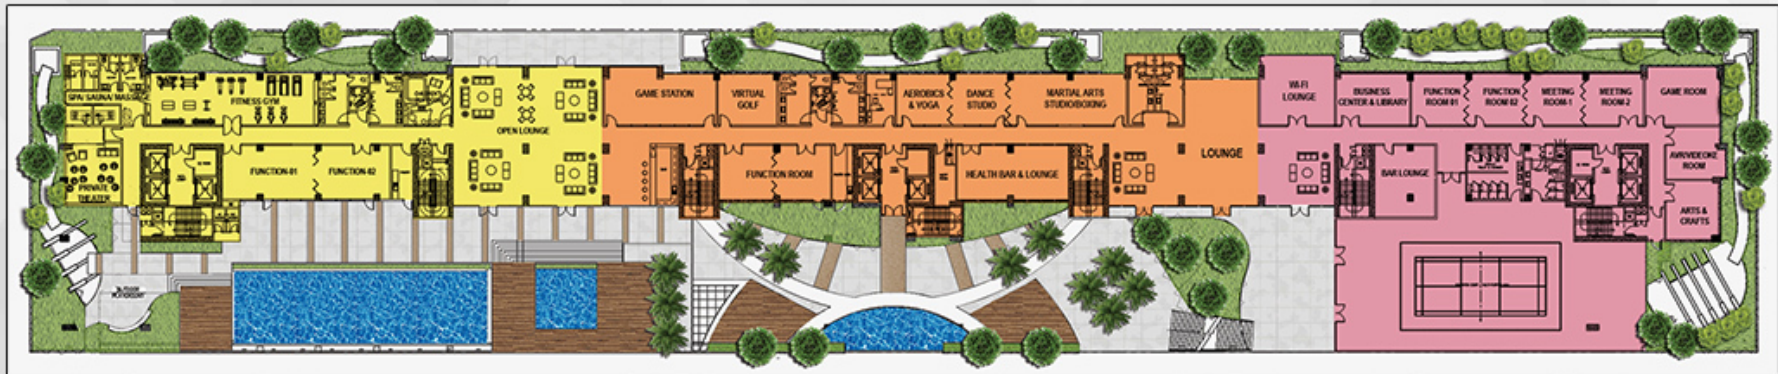 SPA/ SAUNA/ MASSAGE
FITNESS GYM
OPEN LOUNGE
PRIVATE
THEATER
FUNCTION-01
FUNCTION-02
GAME STATION
VIRTUAL
GOLF
AEROBICS
& YOGA
DANCE
STUDIO
MARTIAL ARTS
STUDIO/BOXING
FUNCTION ROOM
HEALTH BAR & LOUNGE
LOUNGE
WI-FI
LOUNGE
BUSINESS
CENTER & LIBRARY
FUNCTION
ROOM 01
FUNCTION
ROOM 02
MEETING
ROOM-1
MEETING
ROOM-2
GAME ROOM
BAR LOUNGE
AVR/VIDEOKE
ROOM
ARTS &
CRAFTS